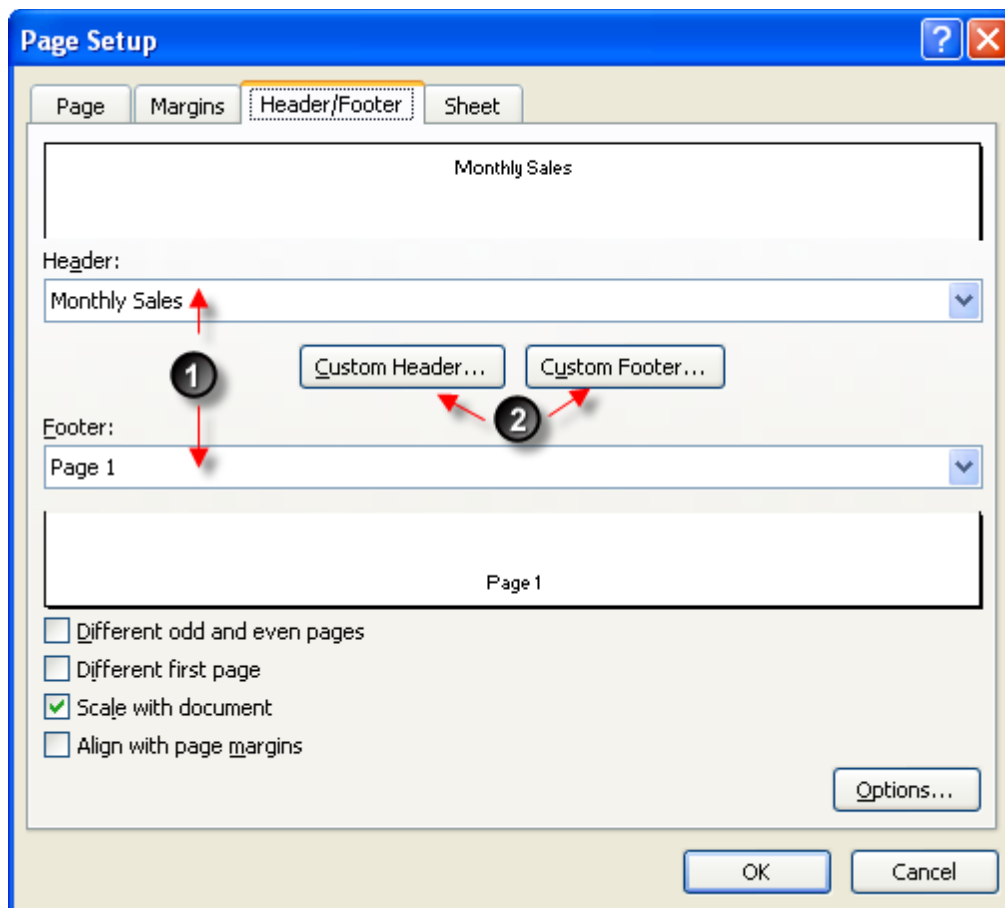 Page Setup
?
Page Margins Header/Footer Sheet
Monthly Sales
Header:
Monthly Sales
1
Custom Header... Custom Footer...
2
Footer:
Page 1
Page 1
Different odd and even pages
Different first page
Scale with document
Align with page margins
Options...
OK Cancel